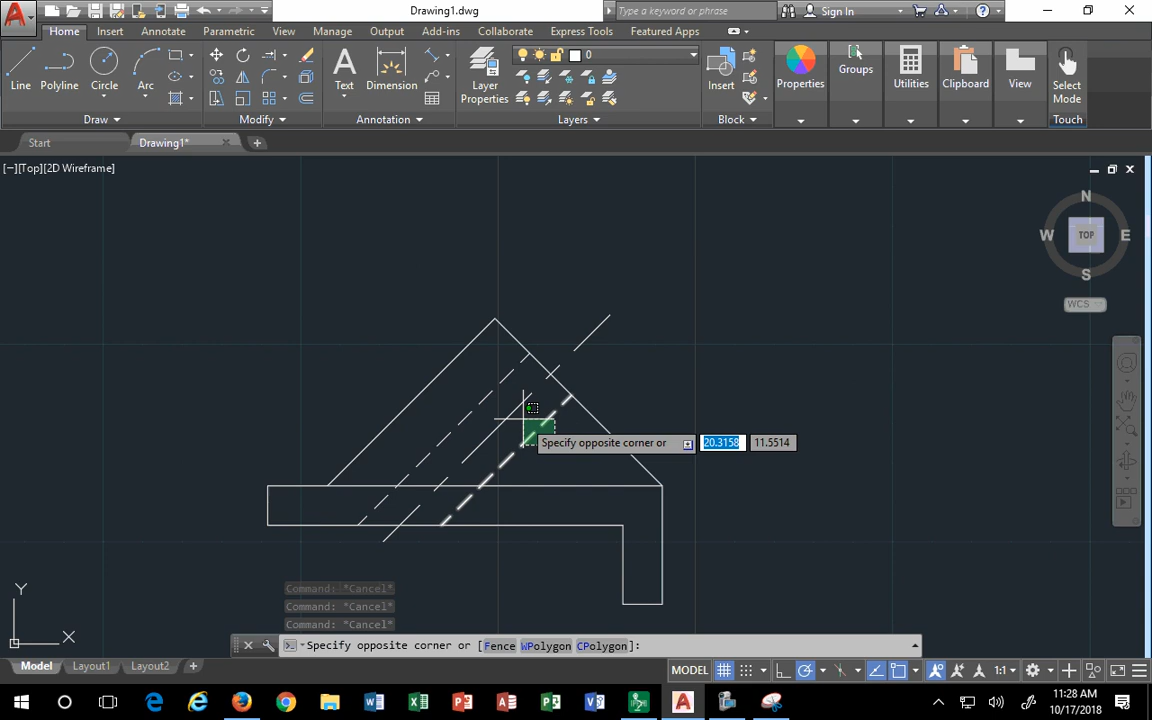 Drawing1.dwg
Type a keyword or phrase
Sign In
Home Insert Annotate Parametric View Manage Output Add-ins Collaborate Express Tools Featured Apps
Line Polyline Circle Arc
Text Dimension
Layer Properties
0
Insert
Properties Groups Utilities Clipboard View
Select Mode
Draw Modify Annotation Layers Block Touch
Start Drawing1*
[−][Top][2D Wireframe]
N
W TOP E
S
WCS
Specify opposite corner or 20.3158 11.5514
Command: *Cancel*
Command: *Cancel*
Command: *Cancel*
Y
X
Specify opposite corner or [Fence WPolygon CPolygon]:
Model Layout1 Layout2
MODEL 1:1
11:28 AM
10/17/2018